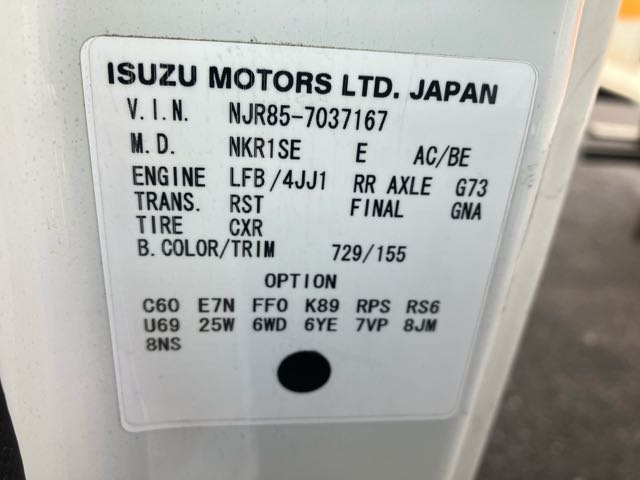 ISUZU MOTORS LTD. JAPAN
V.I.N. NJR85-7037167
M.D. NKR1SE E AC/BE
ENGINE LFB/4JJ1 RR AXLE G73
TRANS. RST FINAL GNA
TIRE CXR
B.COLOR/TRIM 729/155
OPTION
C60 E7N FF0 K89 RPS RS6
U69 25W 6WD 6YE 7VP 8JM
8NS